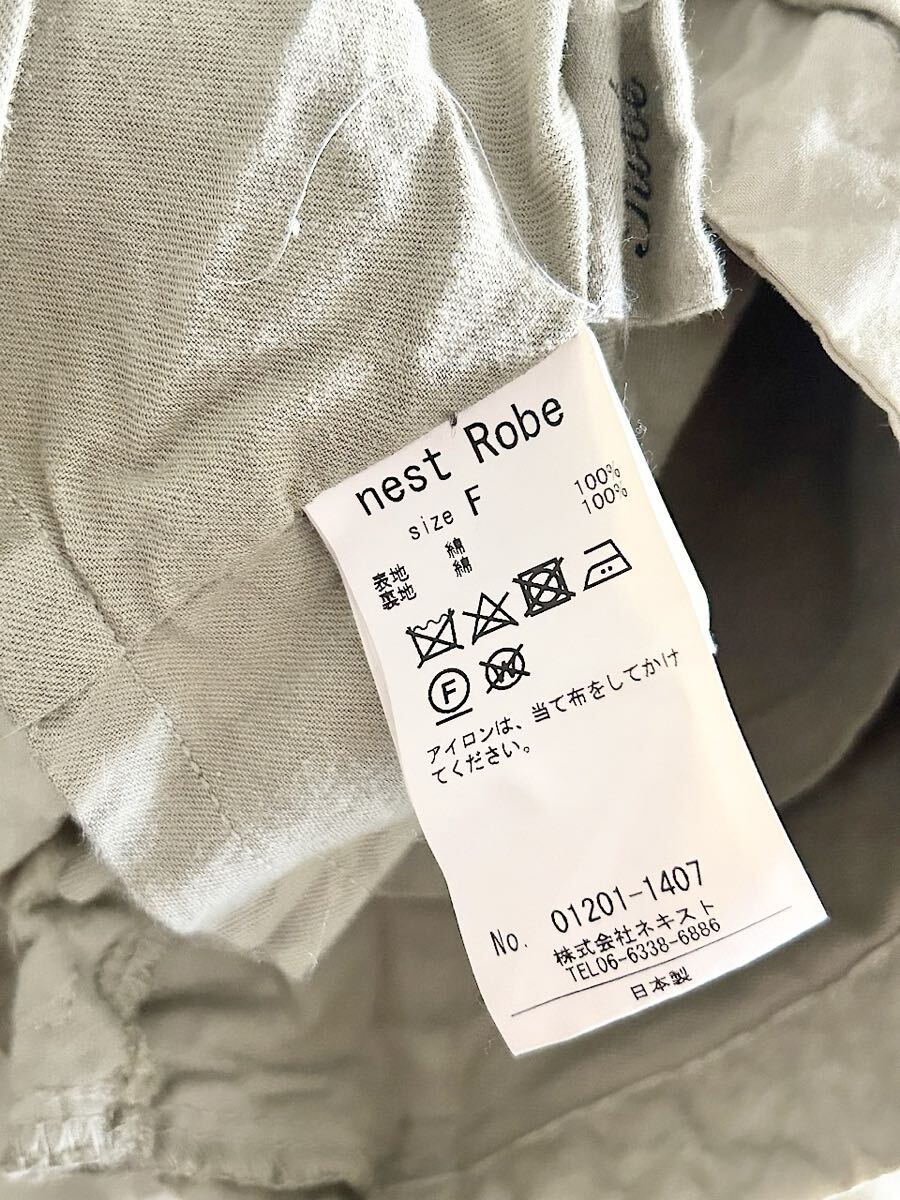 Robe
nest Robe
size F
表地 綿 100%
裏地 綿 100%
F W
アイロンは、当て布をしてかけ
てください。
No. 01201-1407
株式会社ネキスト
TEL06-6338-6886
日本製